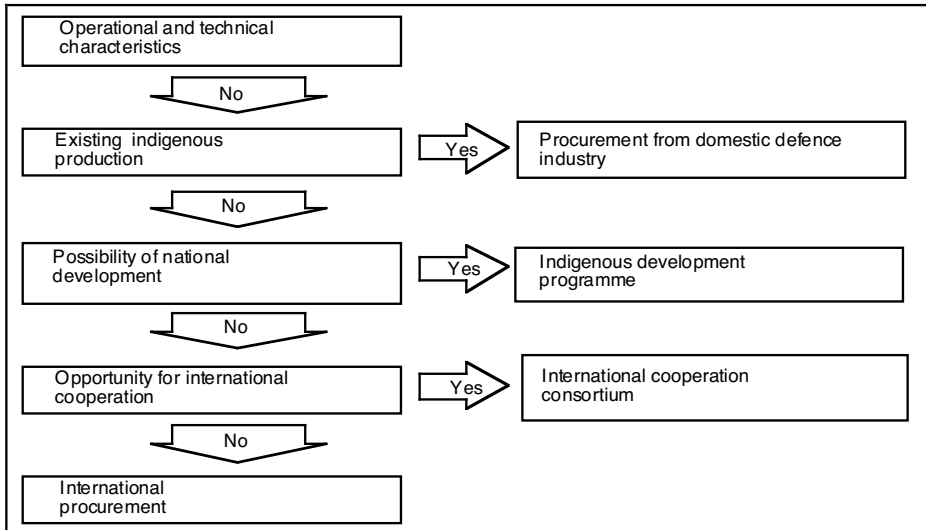 Operational and technical
characteristics
No
Existing indigenous
production
Yes
Procurement from domestic defence
industry
No
Possibility of national
development
Yes
Indigenous development
programme
No
Opportunity for international
cooperation
Yes
International cooperation
consortium
No
International
procurement